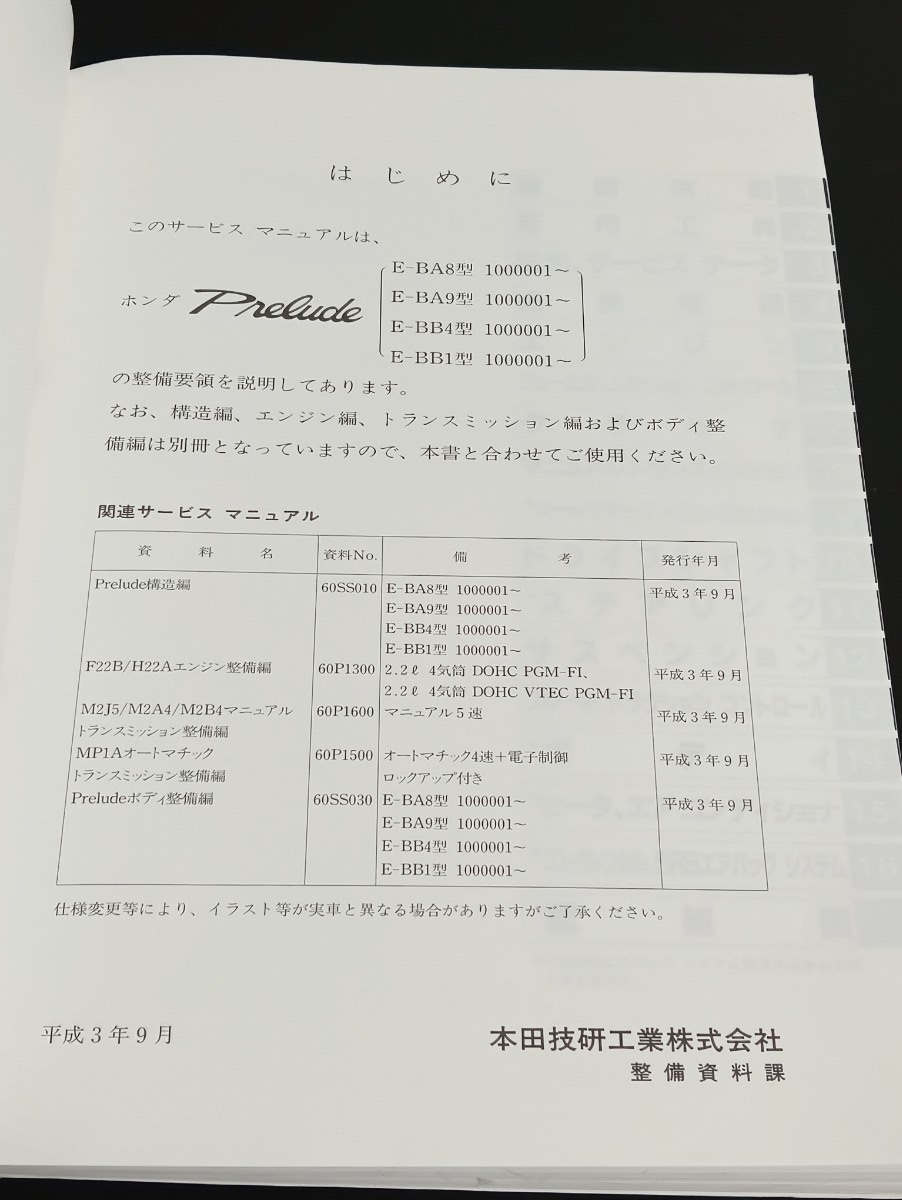 はじめに
このサービス マニュアルは、
ホンダ Prelude
E-BA8型 1000001~
E-BA9型 1000001~
E-BB4型 1000001~
E-BB1型 1000001~
の整備要領を説明してあります。
なお、構造編、エンジン編、トランスミッション編およびボディ整
備編は別冊となっていますので、本書と合わせてご使用ください。
関連サービス マニュアル
資料名 資料No. 備考 発行年月
Prelude構造編 60SS010 E-BA8型 1000001~ 平成3年9月
E-BA9型 1000001~
E-BB4型 1000001~
E-BB1型 1000001~
F22B/H22Aエンジン整備編 60P1300 2.2ℓ 4気筒 DOHC PGM-FI、 平成3年9月
2.2ℓ 4気筒 DOHC VTEC PGM-FI
M2J5/M2A4/M2B4マニュアル 60P1600 マニュアル5速 平成3年9月
トランスミッション整備編
MP1Aオートマチック 60P1500 オートマチック4速+電子制御 平成3年9月
トランスミッション整備編 ロックアップ付き
Preludeボディ整備編 60SS030 E-BA8型 1000001~ 平成3年9月
E-BA9型 1000001~
E-BB4型 1000001~
E-BB1型 1000001~
仕様変更等により、イラスト等が実車と異なる場合がありますがご了承ください。
平成3年9月
本田技研工業株式会社
整備資料課